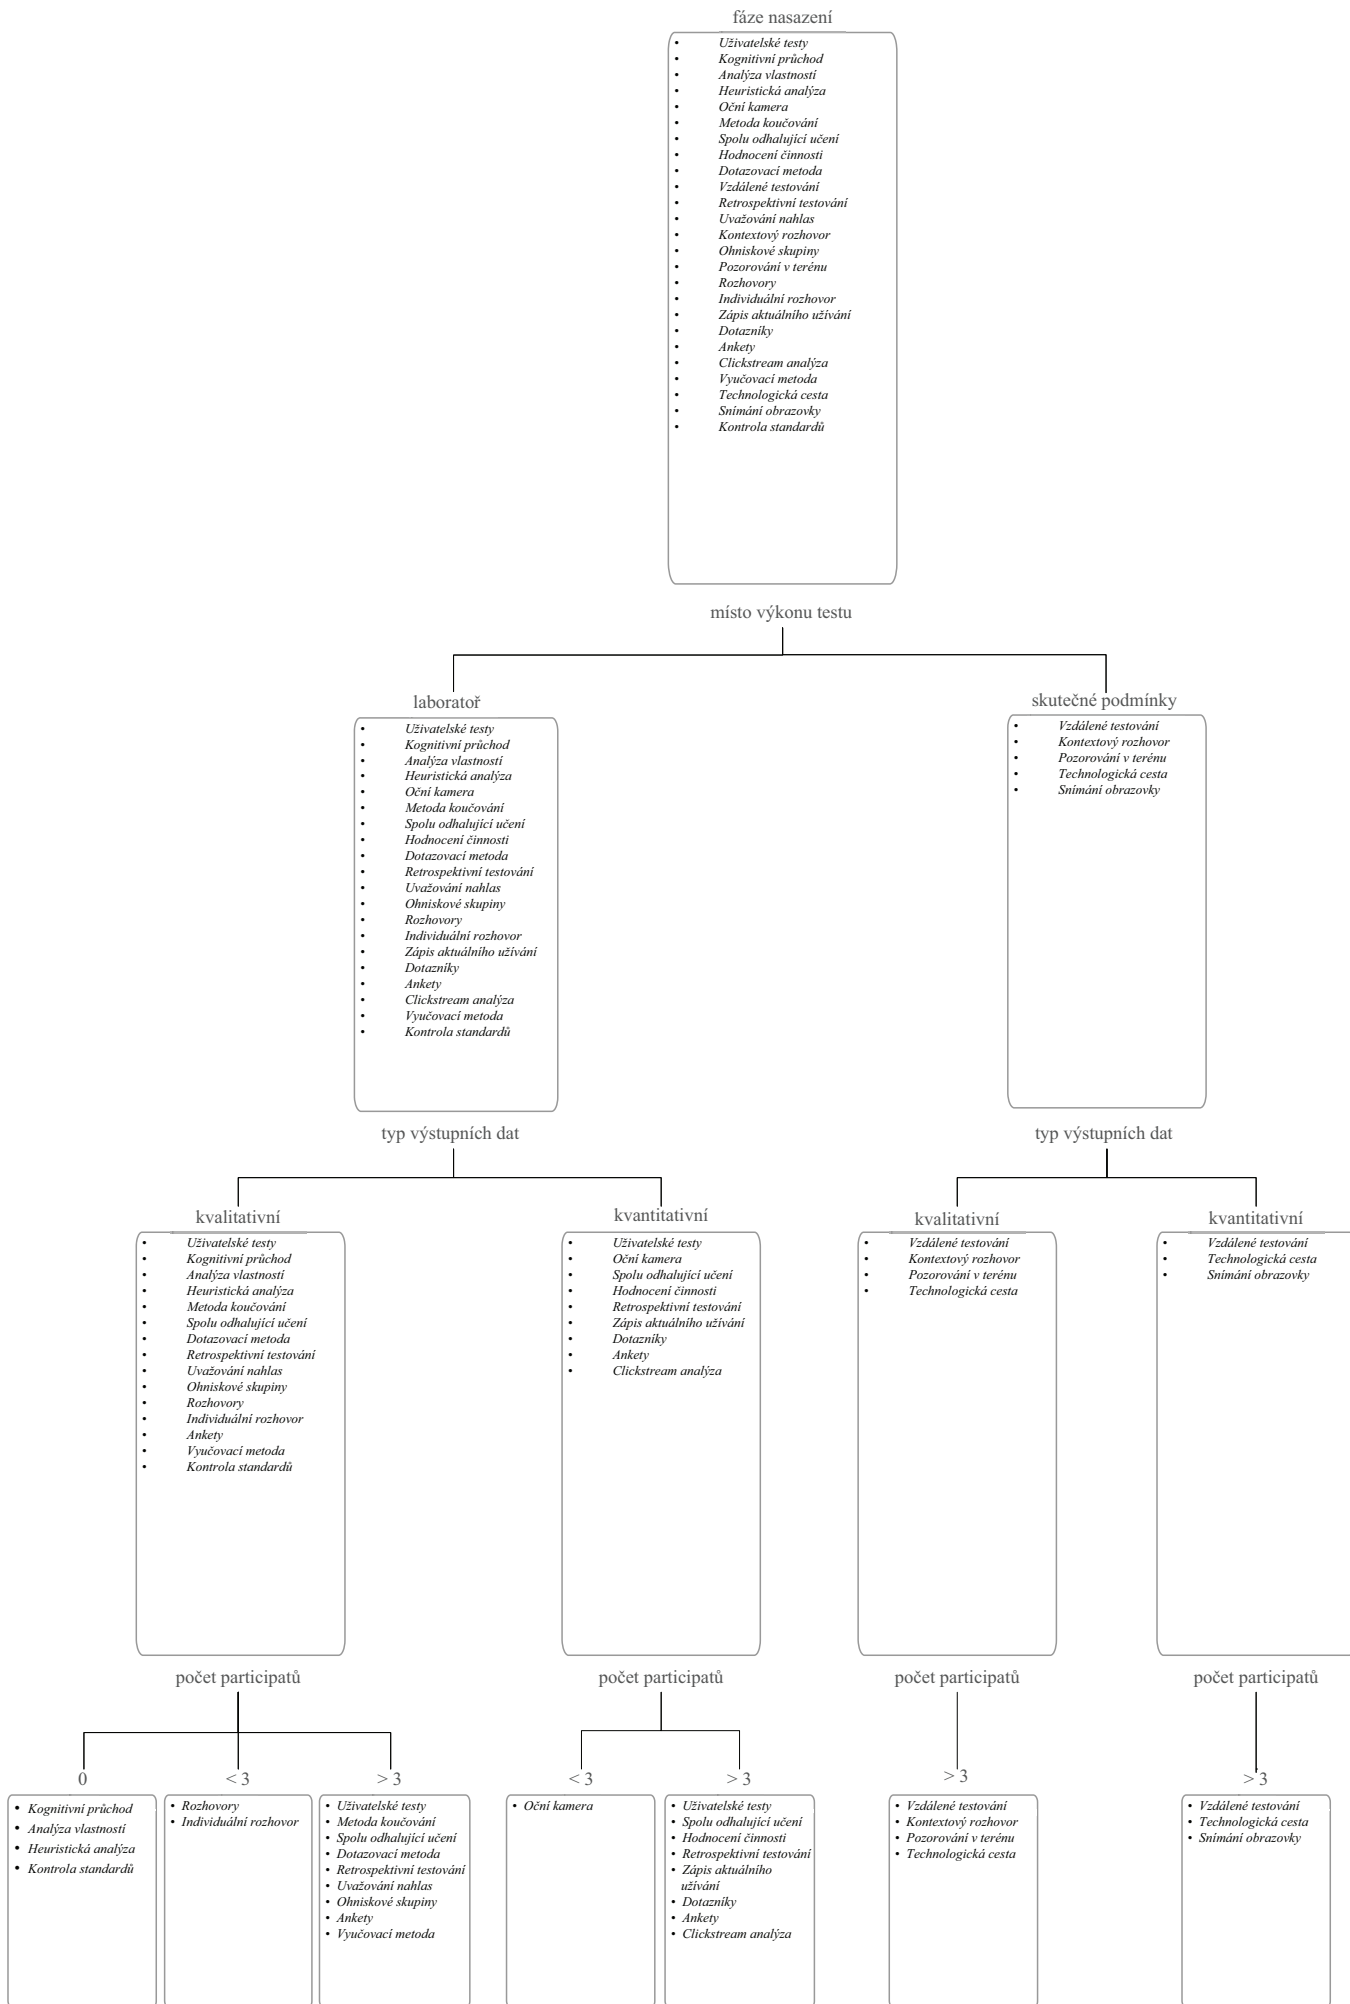 fáze nasazení
• Uživatelské testy
• Kognitivní průchod
• Analýza vlastností
• Heuristická analýza
• Oční kamera
• Metoda koučování
• Spolu odhalující učení
• Hodnocení činnosti
• Dotazovací metoda
• Vzdálené testování
• Retrospektivní testování
• Uvažování nahlas
• Kontextový rozhovor
• Ohniskové skupiny
• Pozorování v terénu
• Rozhovory
• Individuální rozhovor
• Zápis aktuálního užívání
• Dotazníky
• Ankety
• Clickstream analýza
• Vyučovací metoda
• Technologická cesta
• Snímání obrazovky
• Kontrola standardů
místo výkonu testu
laboratoř
• Uživatelské testy
• Kognitivní průchod
• Analýza vlastností
• Heuristická analýza
• Oční kamera
• Metoda koučování
• Spolu odhalující učení
• Hodnocení činnosti
• Dotazovací metoda
• Retrospektivní testování
• Uvažování nahlas
• Ohniskové skupiny
• Rozhovory
• Individuální rozhovor
• Zápis aktuálního užívání
• Dotazníky
• Ankety
• Clickstream analýza
• Vyučovací metoda
• Kontrola standardů
skutečné podmínky
• Vzdálené testování
• Kontextový rozhovor
• Pozorování v terénu
• Technologická cesta
• Snímání obrazovky
typ výstupních dat
typ výstupních dat
kvalitativní
• Uživatelské testy
• Kognitivní průchod
• Analýza vlastností
• Heuristická analýza
• Metoda koučování
• Spolu odhalující učení
• Dotazovací metoda
• Retrospektivní testování
• Uvažování nahlas
• Ohniskové skupiny
• Rozhovory
• Individuální rozhovor
• Ankety
• Vyučovací metoda
• Kontrola standardů
kvantitativní
• Uživatelské testy
• Oční kamera
• Spolu odhalující učení
• Hodnocení činnosti
• Retrospektivní testování
• Zápis aktuálního užívání
• Dotazníky
• Ankety
• Clickstream analýza
kvalitativní
• Vzdálené testování
• Kontextový rozhovor
• Pozorování v terénu
• Technologická cesta
kvantitativní
• Vzdálené testování
• Technologická cesta
• Snímání obrazovky
počet participatů
počet participatů
počet participatů
počet participatů
0
• Kognitivní průchod
• Analýza vlastností
• Heuristická analýza
• Kontrola standardů
< 3
• Rozhovory
• Individuální rozhovor
> 3
• Uživatelské testy
• Metoda koučování
• Spolu odhalující učení
• Dotazovací metoda
• Retrospektivní testování
• Uvažování nahlas
• Ohniskové skupiny
• Ankety
• Vyučovací metoda
< 3
• Oční kamera
> 3
• Uživatelské testy
• Spolu odhalující učení
• Hodnocení činnosti
• Retrospektivní testování
• Zápis aktuálního
užívání
• Dotazníky
• Ankety
• Clickstream analýza
> 3
• Vzdálené testování
• Kontextový rozhovor
• Pozorování v terénu
• Technologická cesta
> 3
• Vzdálené testování
• Technologická cesta
• Snímání obrazovky